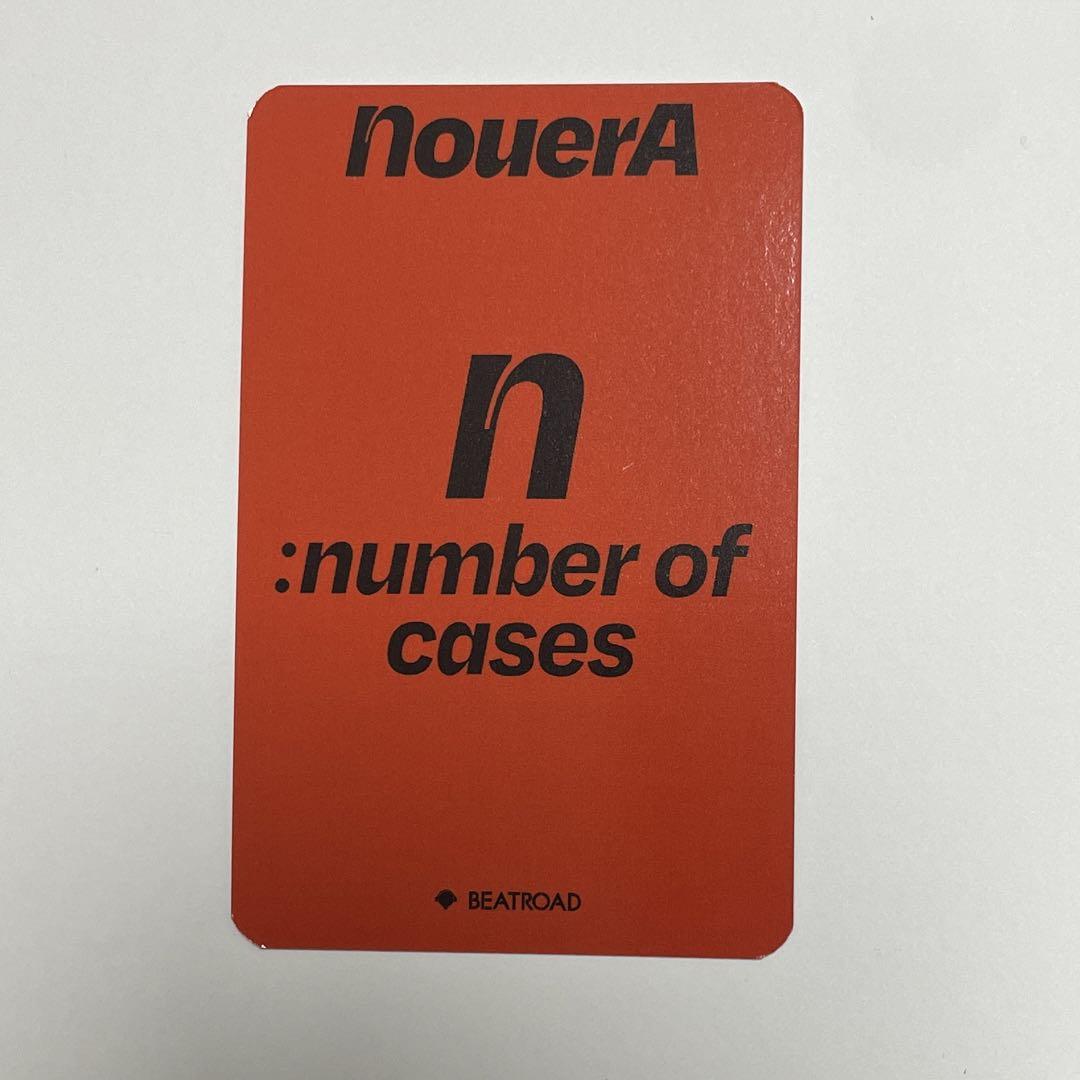 nouerA
n
:number of
cases
BEATROAD